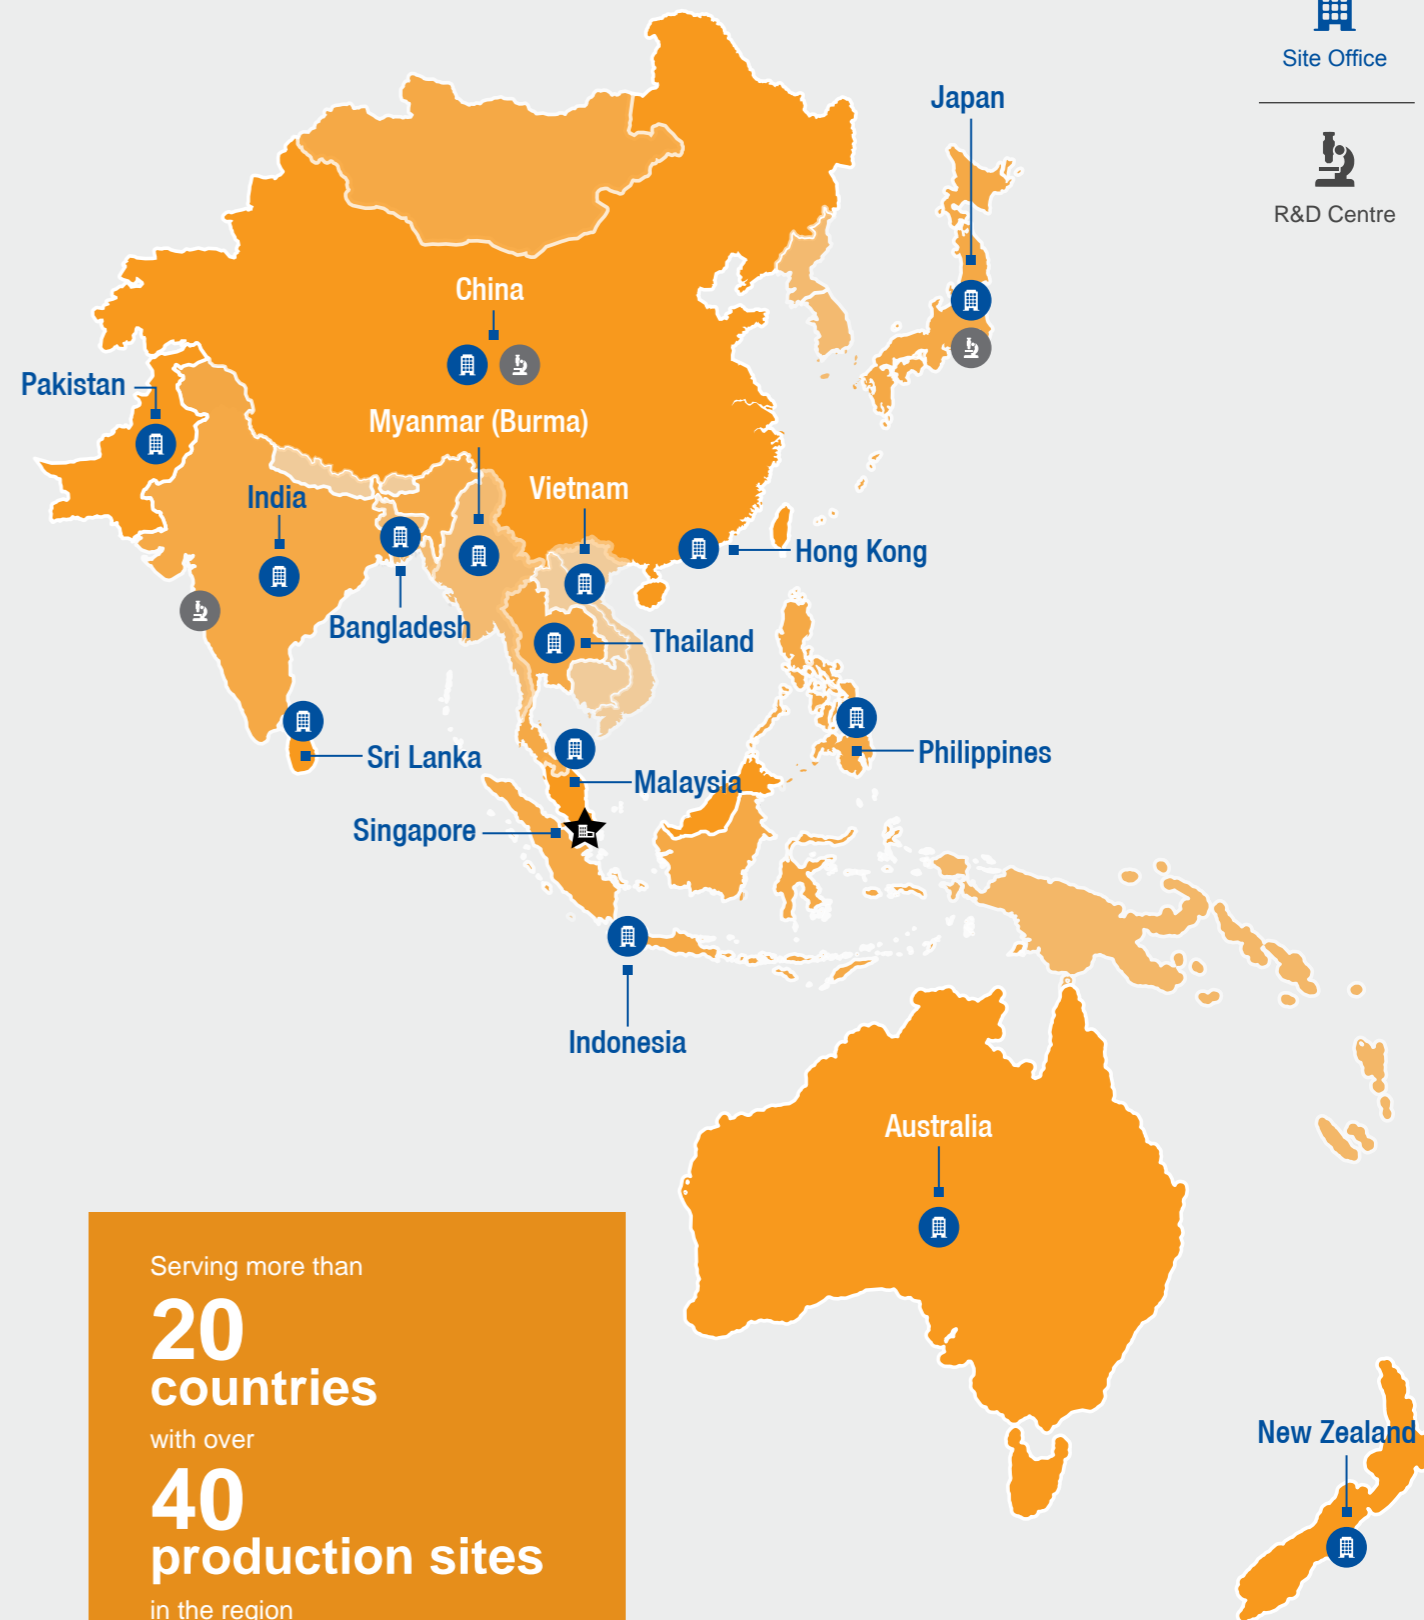 Site Office
Japan
R&D Centre
China
Pakistan
Myanmar (Burma)
India
Vietnam
Hong Kong
Bangladesh
Thailand
Sri Lanka
Malaysia
Philippines
Singapore
Indonesia
Australia
Serving more than
20
countries
with over
40
production sites
in the region
New Zealand